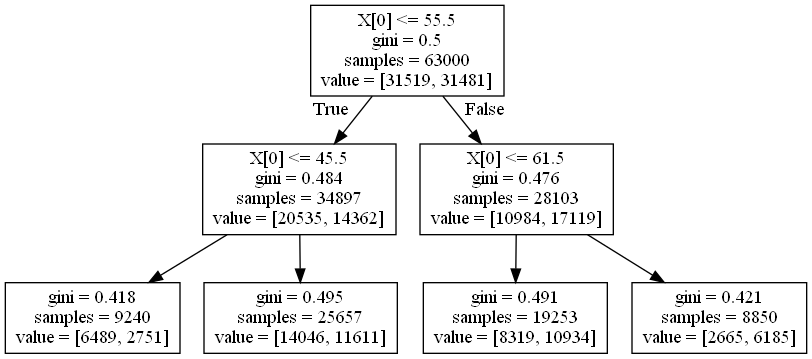 X[0] <= 55.5
gini = 0.5
samples = 63000
value = [31519, 31481]
True
False
X[0] <= 45.5
gini = 0.484
samples = 34897
value = [20535, 14362]
X[0] <= 61.5
gini = 0.476
samples = 28103
value = [10984, 17119]
gini = 0.418
samples = 9240
value = [6489, 2751]
gini = 0.495
samples = 25657
value = [14046, 11611]
gini = 0.491
samples = 19253
value = [8319, 10934]
gini = 0.421
samples = 8850
value = [2665, 6185]